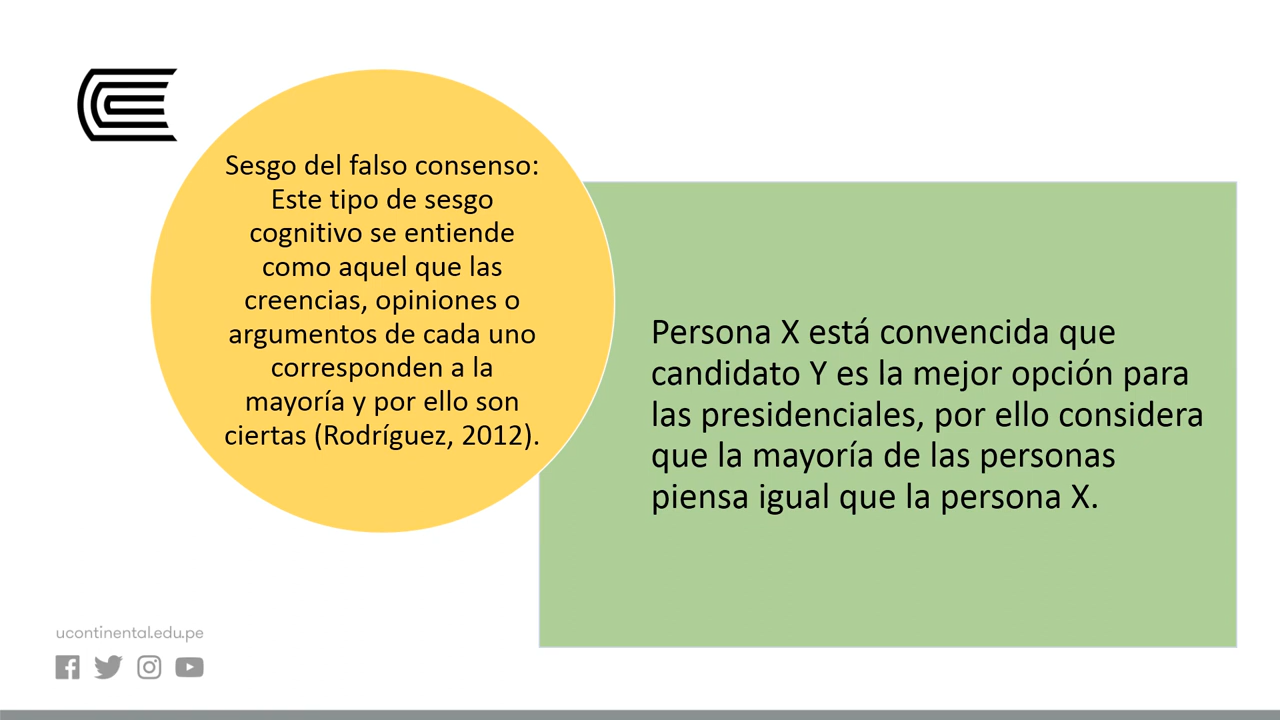 Sesgo del falso consenso:
Este tipo de sesgo
cognitivo se entiende
como aquel que las
creencias, opiniones o
argumentos de cada uno
corresponden a la
mayoría y por ello son
ciertas (Rodríguez, 2012).
Persona X está convencida que
candidato Y es la mejor opción para
las presidenciales, por ello considera
que la mayoría de las personas
piensa igual que la persona X.
ucontinental.edu.pe